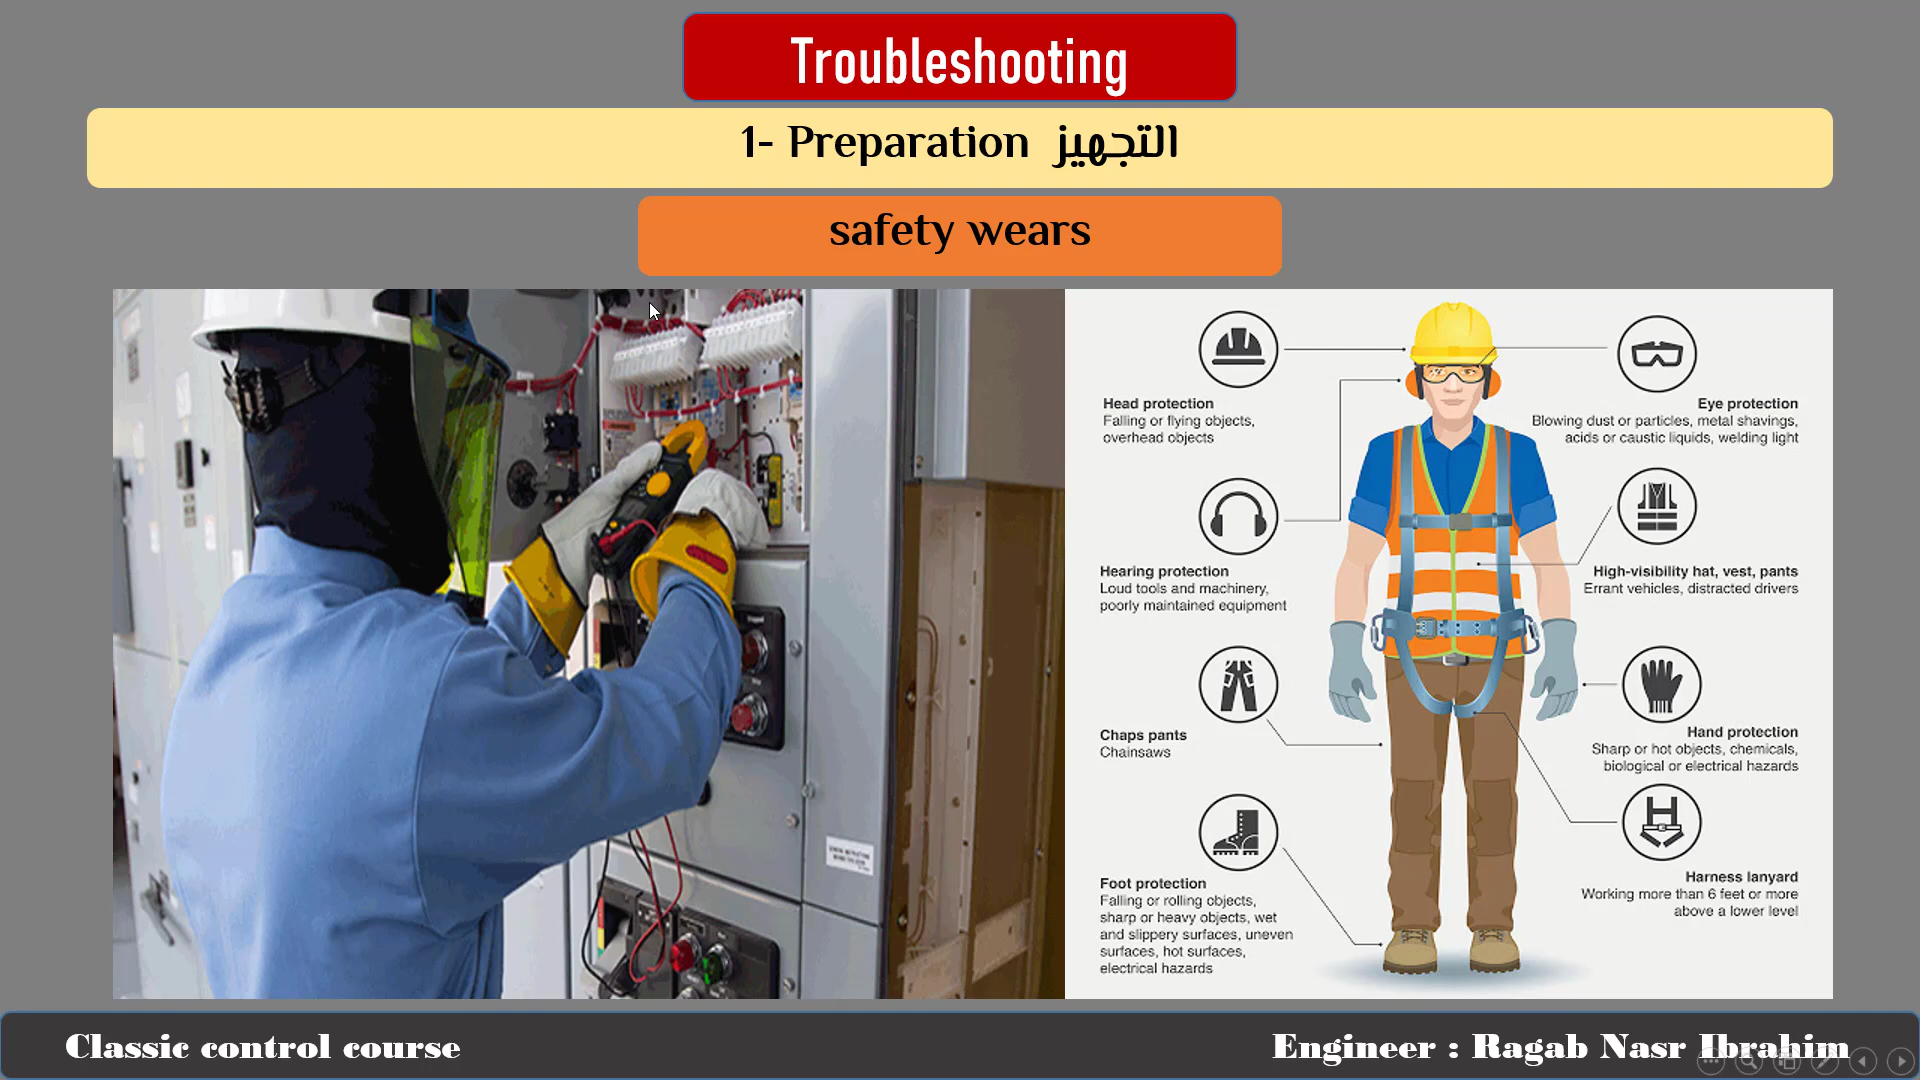 Troubleshooting
1- Preparation التجهيز
safety wears
Head protection
Falling or flying objects,
overhead objects
Hearing protection
Loud tools and machinery,
poorly maintained equipment
Chaps pants
Chainsaws
Foot protection
Falling or rolling objects,
sharp or heavy objects, wet
and slippery surfaces, uneven
surfaces, hot surfaces,
electrical hazards
Eye protection
Blowing dust or particles, metal shavings,
acids or caustic liquids, welding light
High-visibility hat, vest, pants
Errant vehicles, distracted drivers
Hand protection
Sharp or hot objects, chemicals,
biological or electrical hazards
Harness lanyard
Working more than 6 feet or more
above a lower level
Classic control course
Engineer : Ragab Nasr Ibrahim